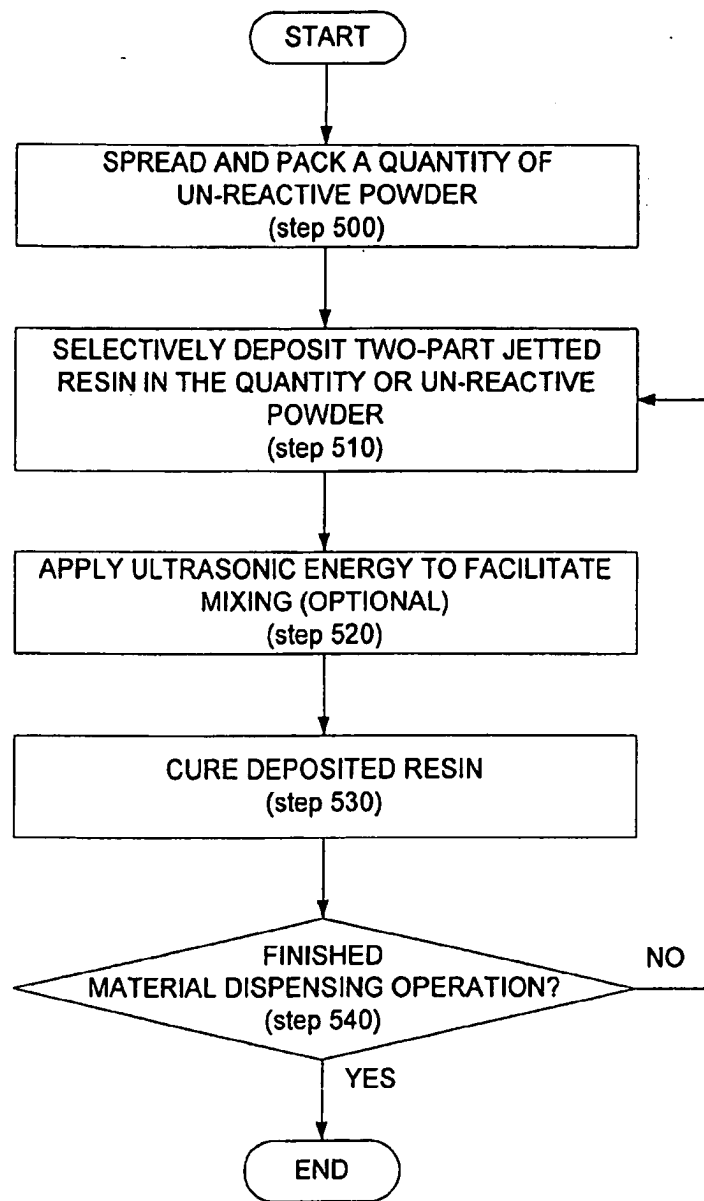 START
SPREAD AND PACK A QUANTITY OF
UN-REACTIVE POWDER
(step 500)
SELECTIVELY DEPOSIT TWO-PART JETTED
RESIN IN THE QUANTITY OR UN-REACTIVE
POWDER
(step 510)
APPLY ULTRASONIC ENERGY TO FACILITATE
MIXING (OPTIONAL)
(step 520)
CURE DEPOSITED RESIN
(step 530)
FINISHED
MATERIAL DISPENSING OPERATION?
(step 540)
NO
YES
END